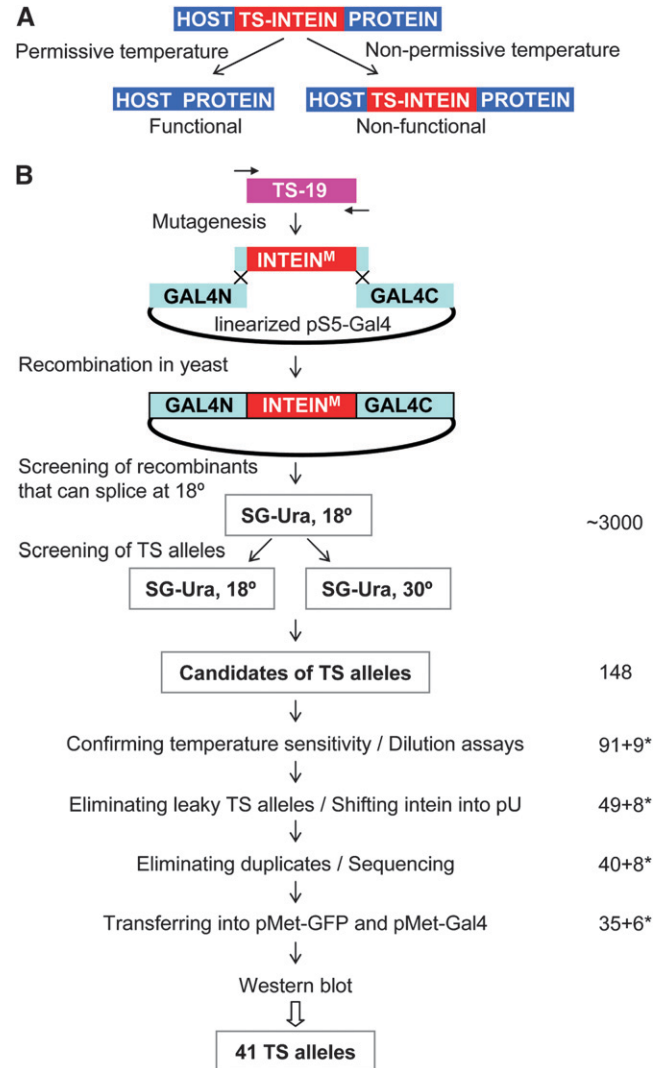 A
HOST TS-INTEIN PROTEIN
Permissive temperature
Non-permissive temperature
HOST PROTEIN
HOST TS-INTEIN PROTEIN
Functional
Non-functional
B
TS-19
Mutagenesis
INTEINᴹ
GAL4N
GAL4C
linearized pS5-Gal4
Recombination in yeast
GAL4N INTEINᴹ GAL4C
Screening of recombinants
that can splice at 18º
SG-Ura, 18º
~3000
Screening of TS alleles
SG-Ura, 18º
SG-Ura, 30º
Candidates of TS alleles
148
Confirming temperature sensitivity / Dilution assays
91+9*
Eliminating leaky TS alleles / Shifting intein into pU
49+8*
Eliminating duplicates / Sequencing
40+8*
Transferring into pMet-GFP and pMet-Gal4
35+6*
Western blot
41 TS alleles